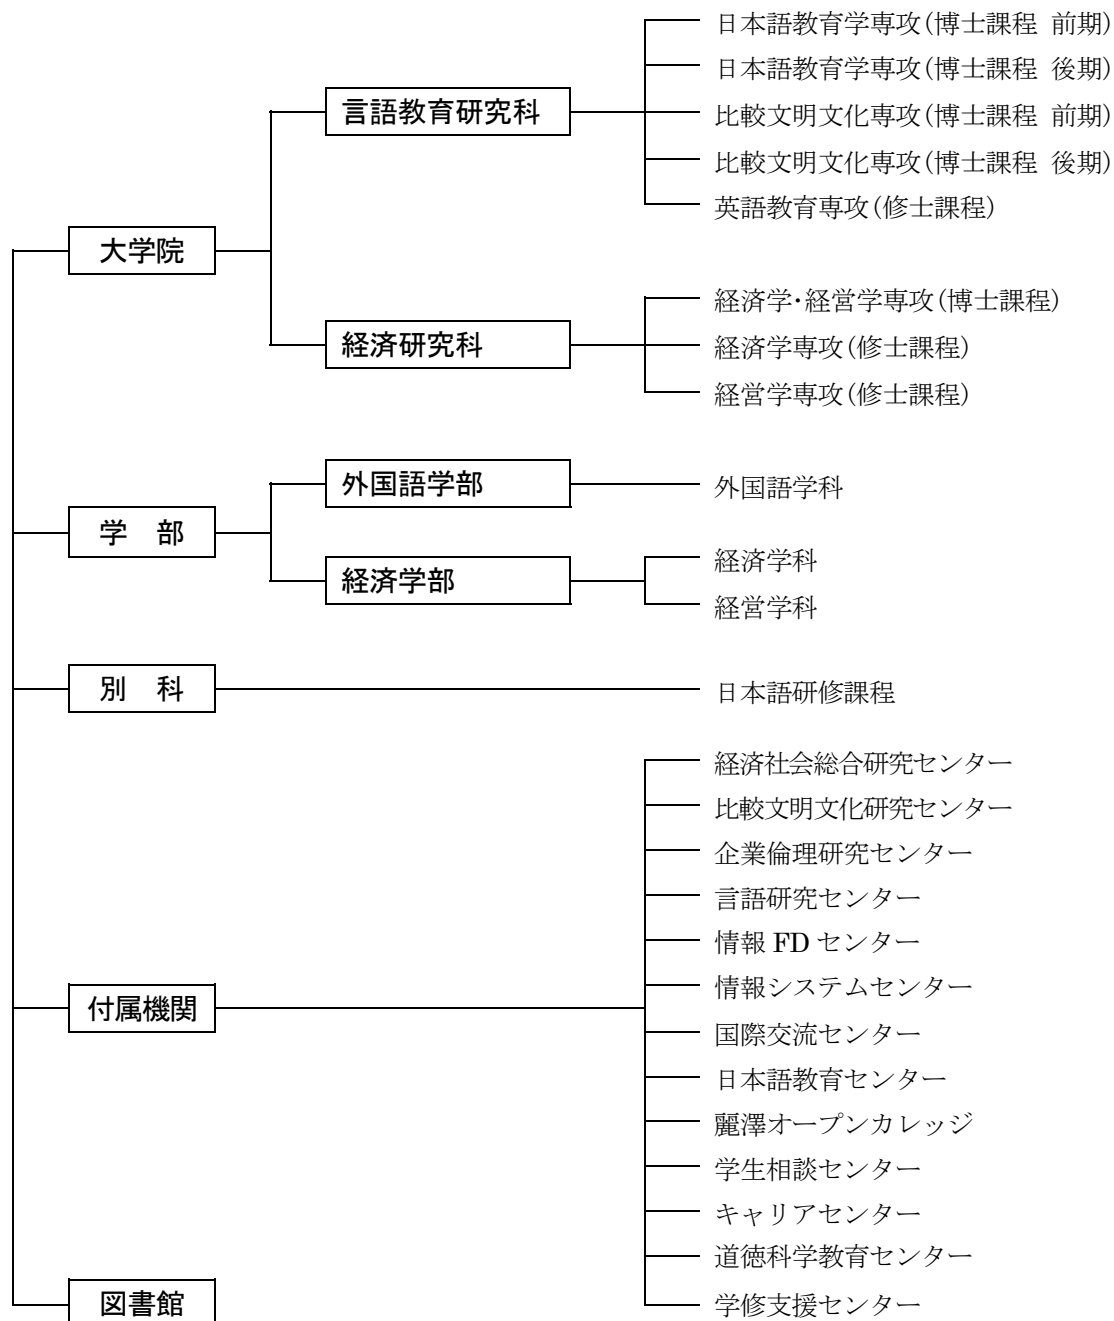 日本語教育学専攻(博士課程 前期)
日本語教育学専攻(博士課程 後期)
言語教育研究科
比較文明文化専攻(博士課程 前期)
比較文明文化専攻(博士課程 後期)
英語教育専攻(修士課程)
大学院
経済学・経営学専攻(博士課程)
経済研究科
経済学専攻(修士課程)
経営学専攻(修士課程)
外国語学部
外国語学科
学 部
経済学科
経済学部
経営学科
別 科
日本語研修課程
経済社会総合研究センター
比較文明文化研究センター
企業倫理研究センター
言語研究センター
情報 FD センター
情報システムセンター
付属機関
国際交流センター
日本語教育センター
麗澤オープンカレッジ
学生相談センター
キャリアセンター
道徳科学教育センター
図書館
学修支援センター